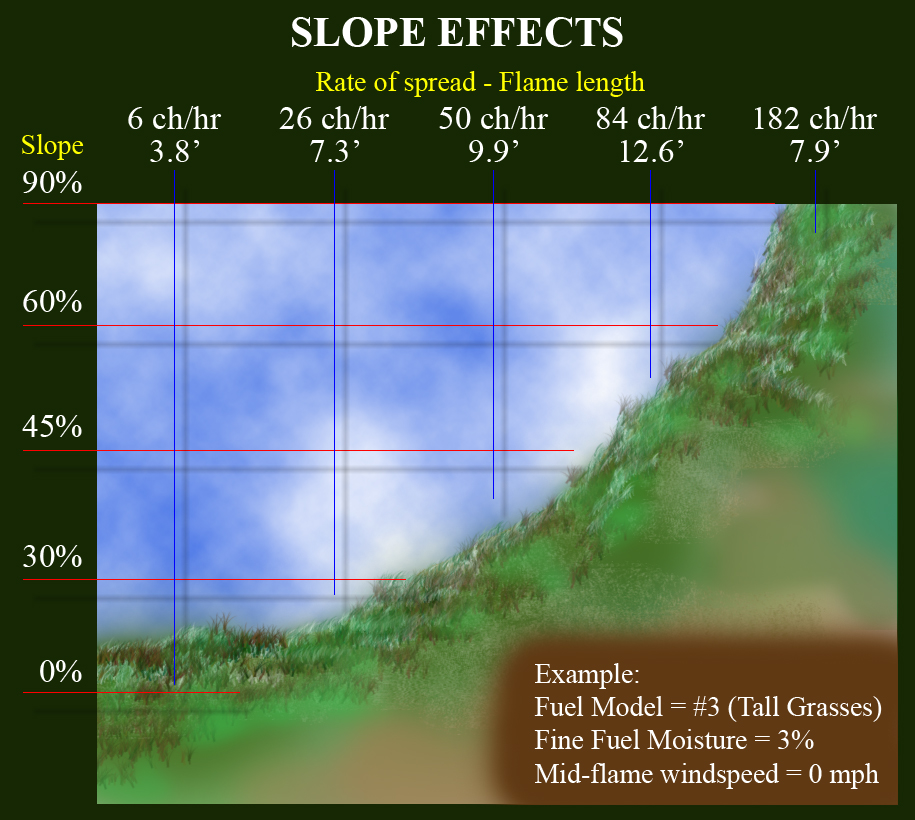 SLOPE EFFECTS
Rate of spread - Flame length
6 ch/hr 26 ch/hr 50 ch/hr 84 ch/hr 182 ch/hr
3.8’ 7.3’ 9.9’ 12.6’ 7.9’
Slope
90%
60%
45%
30%
0%
Example:
Fuel Model = #3 (Tall Grasses)
Fine Fuel Moisture = 3%
Mid-flame windspeed = 0 mph